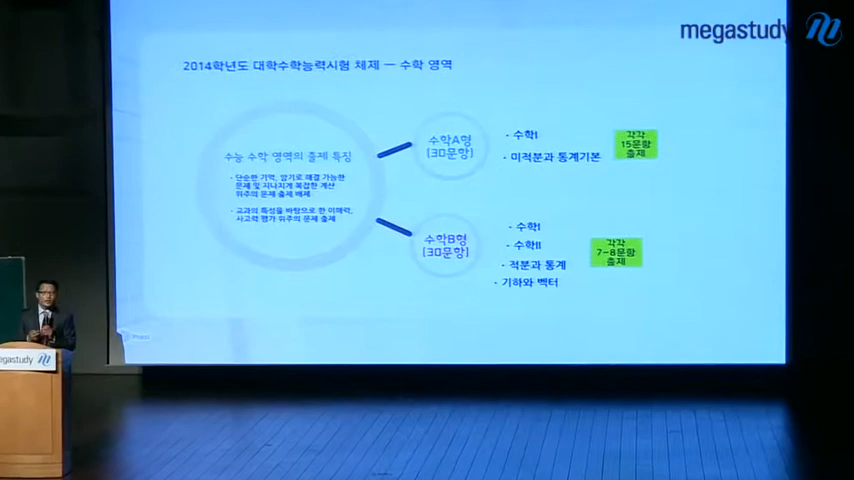 megastudy
2014학년도 대학수학능력시험 체제 - 수학 영역
수능 수학 영역의 출제 특징
· 단순한 기억, 암기로 해결 가능한
문제 및 지나치게 복잡한 계산
위주의 문제 출제 배제
· 교과의 특성을 바탕으로 한 이해력,
사고력 평가 위주의 문제 출제
수학A형
(30문항)
· 수학I
· 미적분과 통계기본
각각
15문항
출제
수학B형
(30문항)
· 수학I
· 수학II
· 적분과 통계
· 기하와 벡터
각각
7-8문항
출제
megastudy